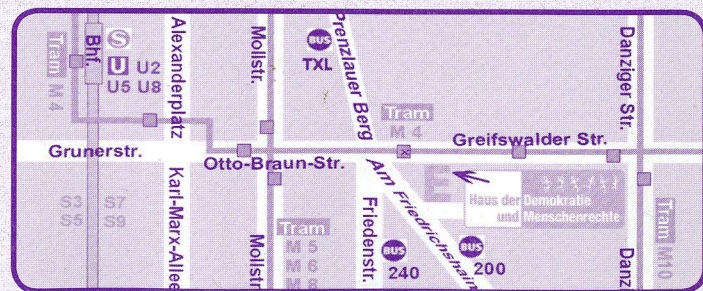 Tram M 4
Bhf.
S
U U2
U5 U8
Alexanderplatz
Mollstr.
BUS
TXL
Prenzlauer Berg
Tram
M 4
Greifswalder Str.
Danziger Str.
Grunerstr.
Otto-Braun-Str.
Karl-Marx-Allee
S3 S7
S5 S9
Mollstr
Tram
M 5
M 6
M 8
Friedenstr.
Am Friedrichshain
BUS
240
BUS
200
E
Haus der Demokratie
und Menschenrechte
Danz
Tram M10